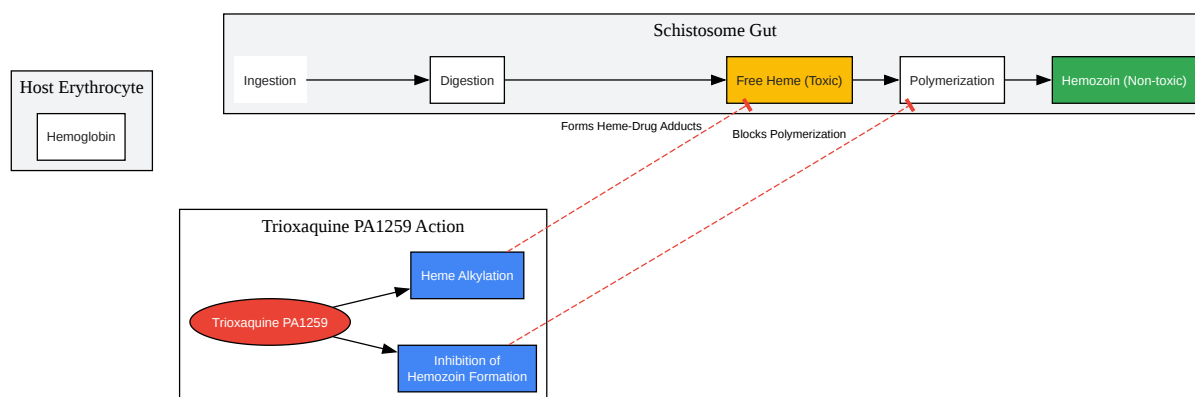 Schistosome Gut
Ingestion
Digestion
Free Heme (Toxic)
Polymerization
Hemozoin (Non-toxic)
Host Erythrocyte
Hemoglobin
Forms Heme-Drug Adducts
Blocks Polymerization
Trioxaquine PA1259 Action
Heme Alkylation
Trioxaquine PA1259
Inhibition of
Hemozoin Formation